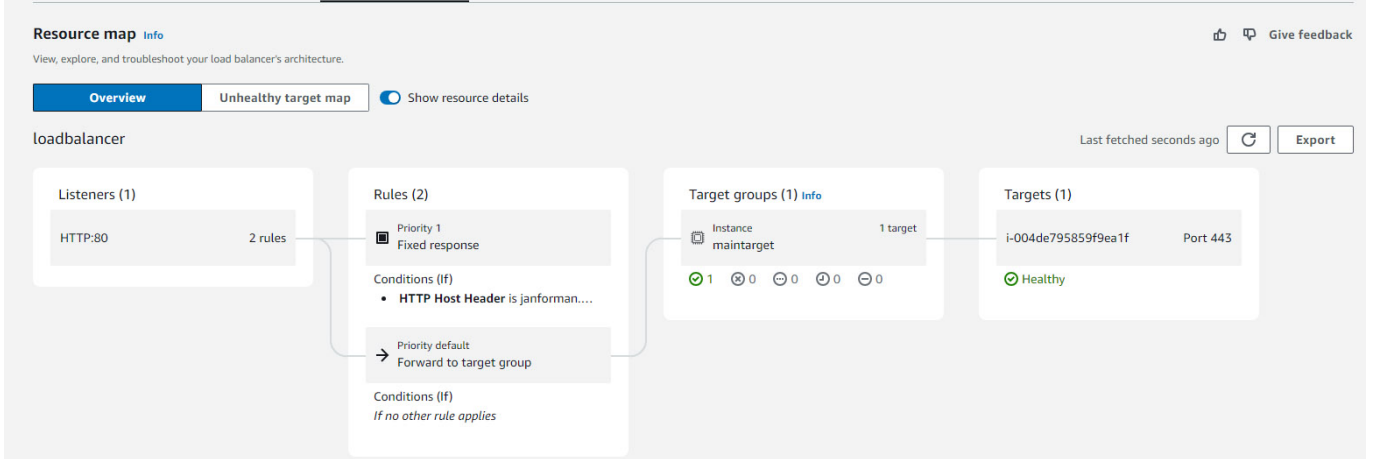 Resource map Info
Give feedback
View, explore, and troubleshoot your load balancer's architecture.
Overview
Unhealthy target map
Show resource details
loadbalancer
Last fetched seconds ago
Export
Listeners (1)
HTTP:80
2 rules
Rules (2)
Priority 1
Fixed response
Conditions (If)
• HTTP Host Header is janforman....
Priority default
Forward to target group
Conditions (If)
If no other rule applies
Target groups (1) Info
Instance
1 target
maintarget
1 0 0 0 0
Targets (1)
i-004de795859f9ea1f
Port 443
Healthy